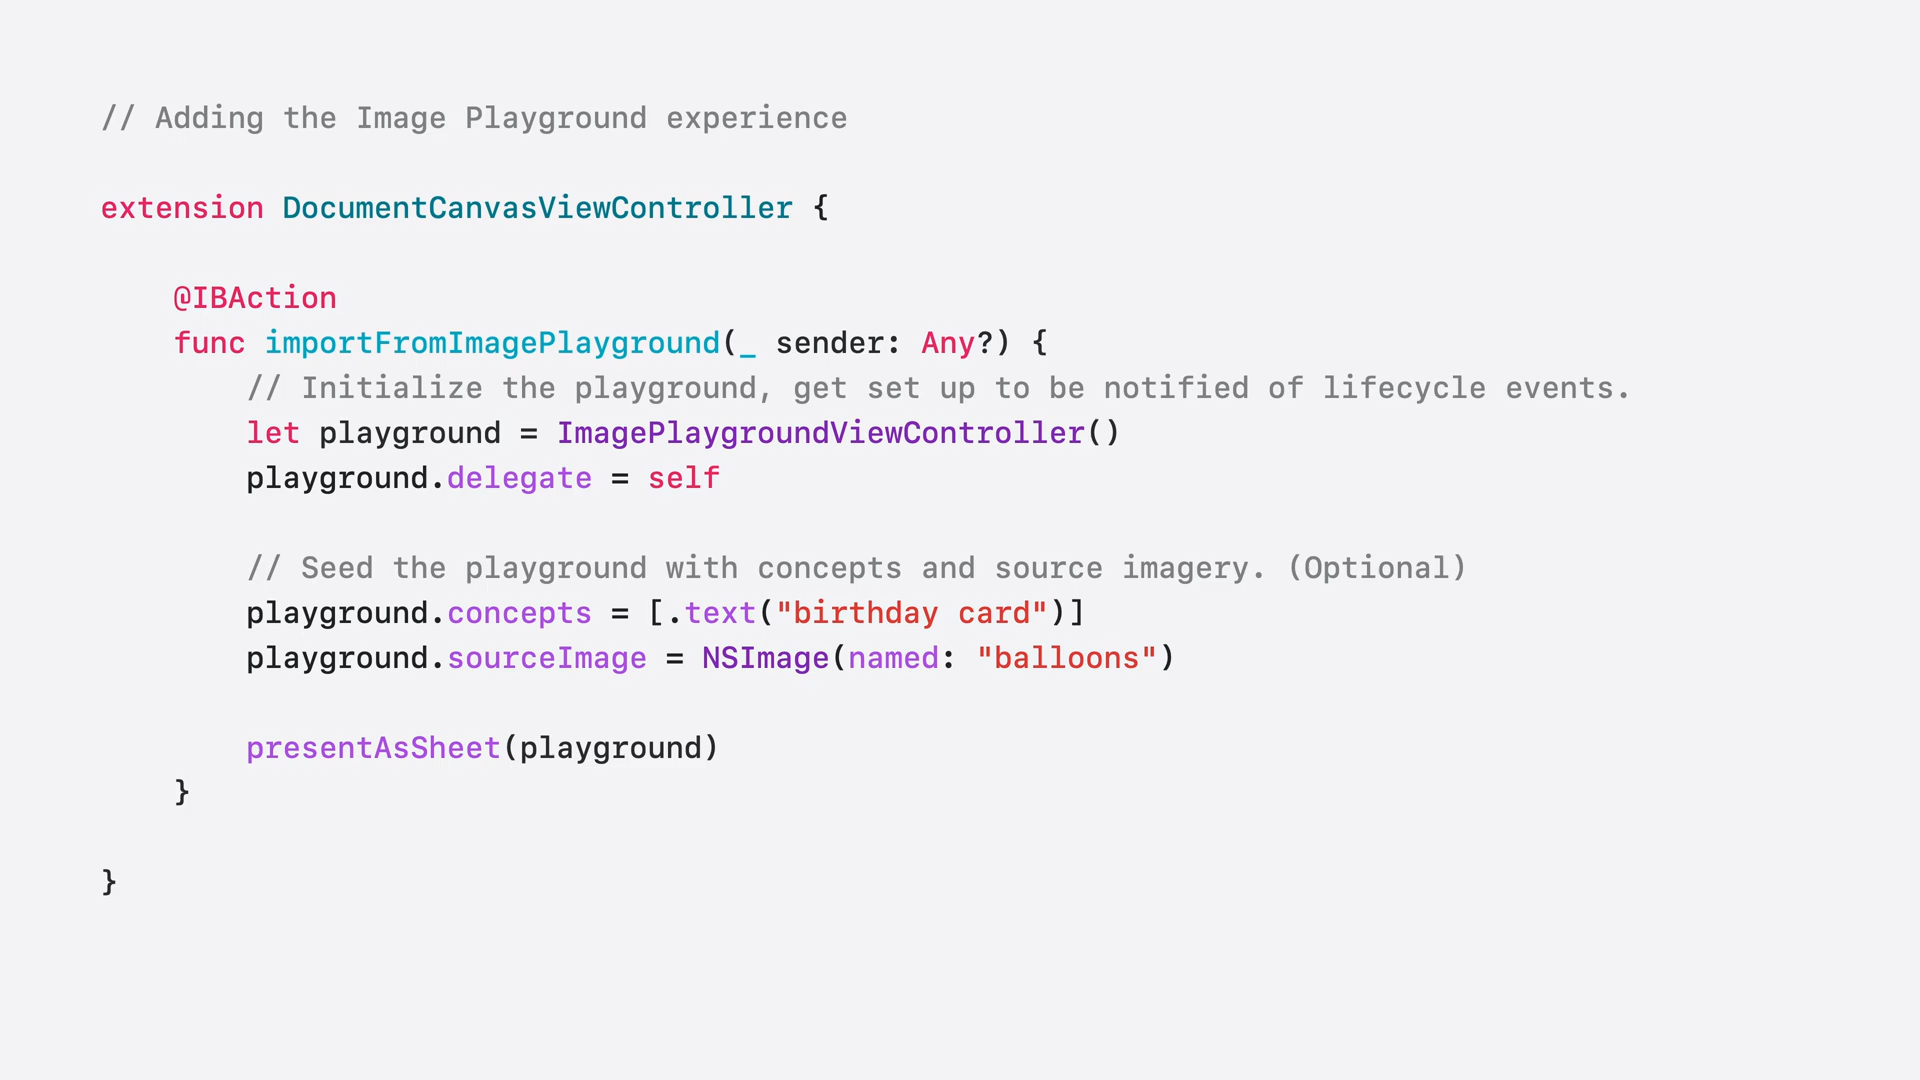 // Adding the Image Playground experience
extension DocumentCanvasViewController {
@IBAction
func importFromImagePlayground(_ sender: Any?) {
// Initialize the playground, get set up to be notified of lifecycle events.
let playground = ImagePlaygroundViewController()
playground.delegate = self
// Seed the playground with concepts and source imagery. (Optional)
playground.concepts = [.text("birthday card")]
playground.sourceImage = NSImage(named: "balloons")
presentAsSheet(playground)
}
}